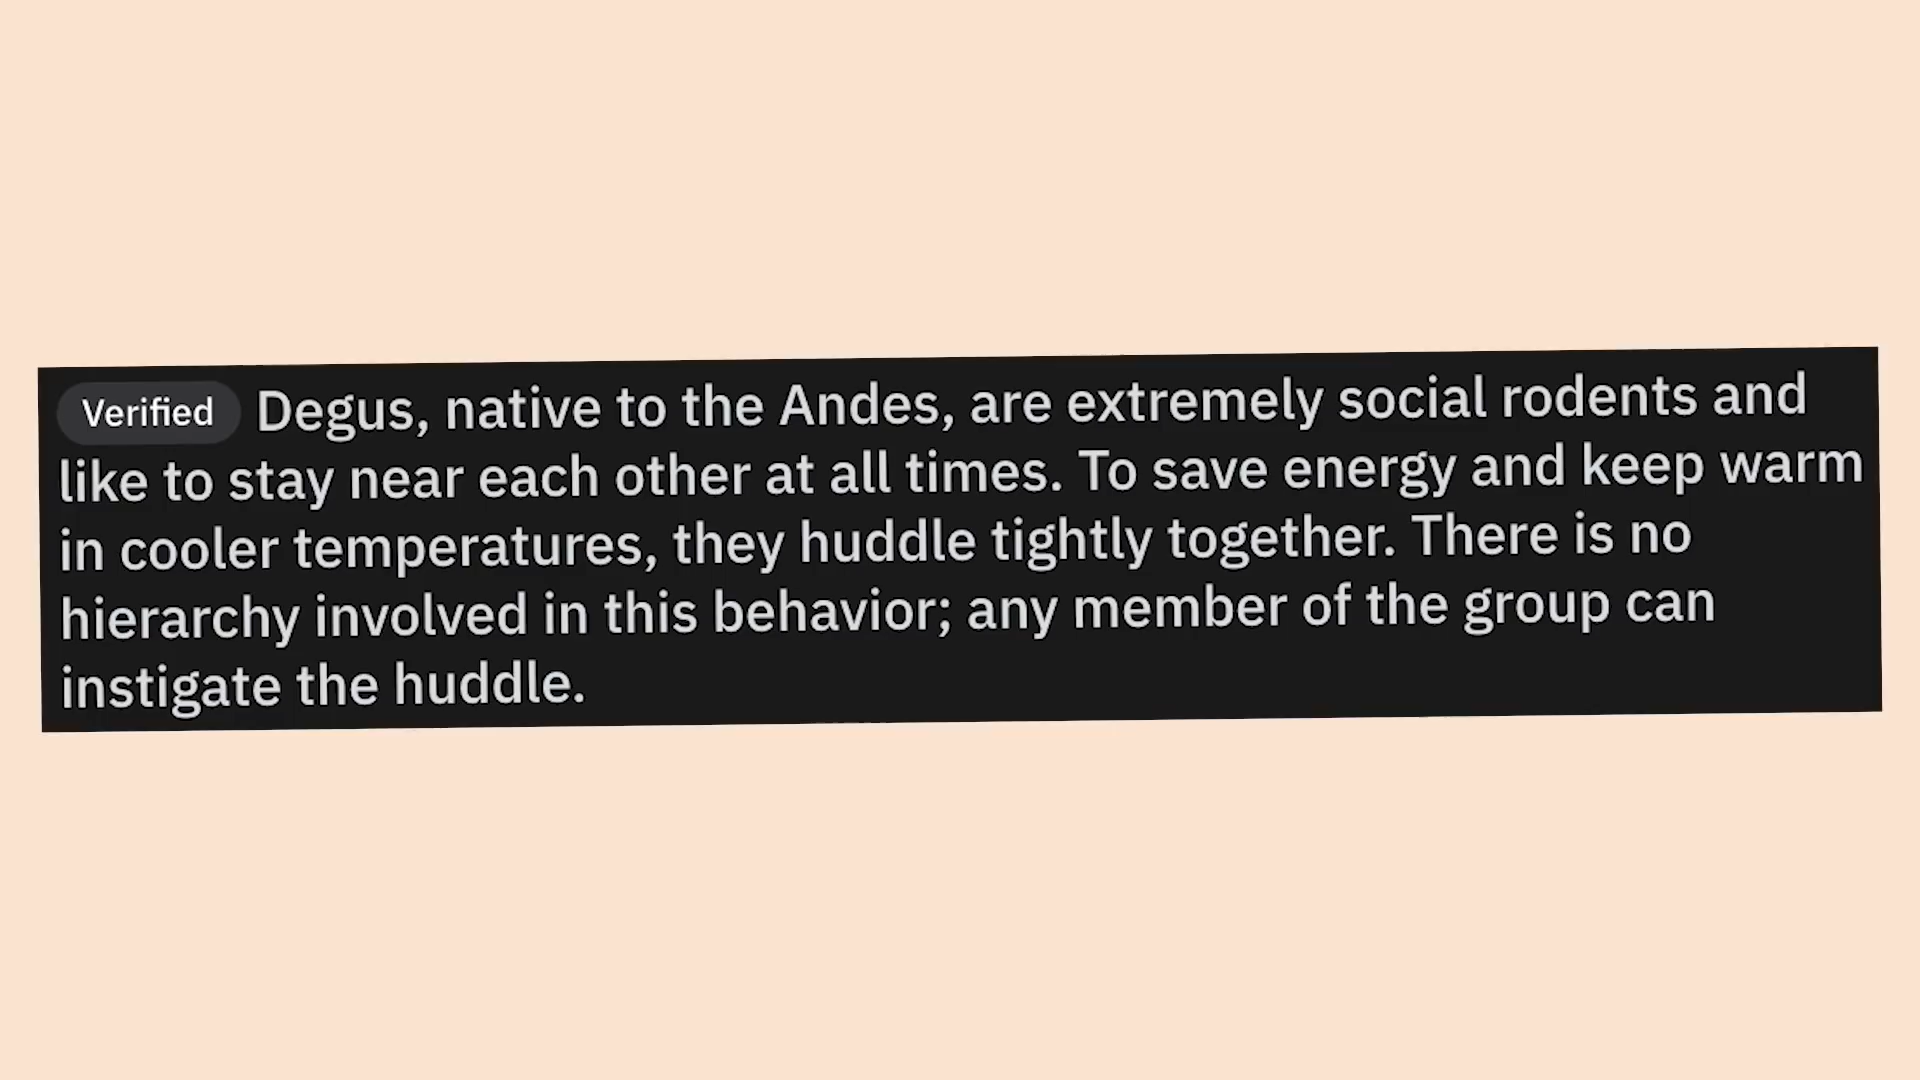 Verified Degus, native to the Andes, are extremely social rodents and
like to stay near each other at all times. To save energy and keep warm
in cooler temperatures, they huddle tightly together. There is no
hierarchy involved in this behavior; any member of the group can
instigate the huddle.